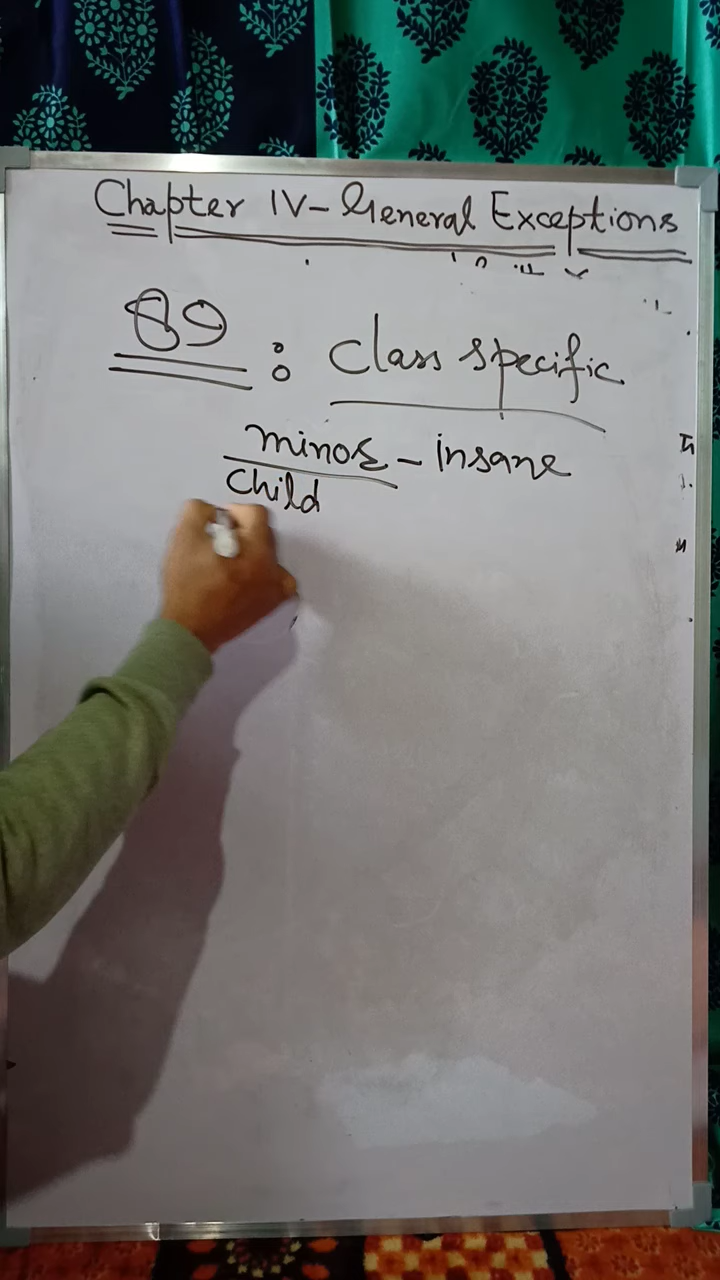 Chapter IV- General Exceptions
89 : Class specific
minor - insane
child